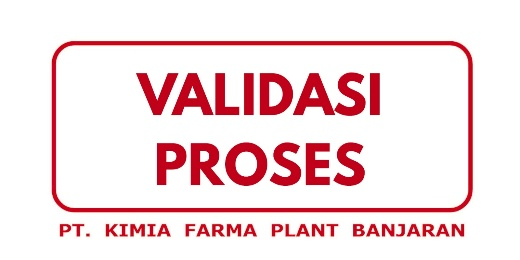 VALIDASI
PROSES
PT. KIMIA FARMA PLANT BANJARAN